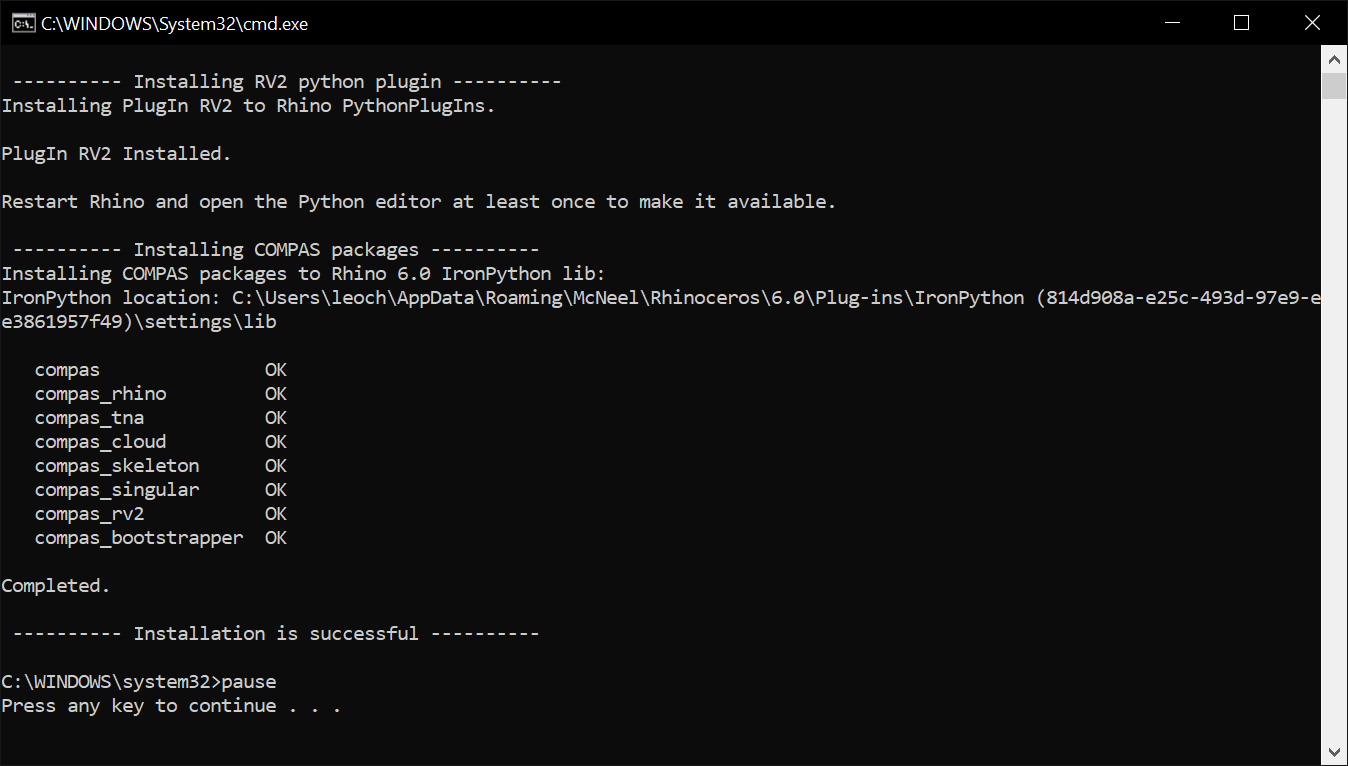 C:\WINDOWS\System32\cmd.exe
---------- Installing RV2 python plugin ----------
Installing PlugIn RV2 to Rhino PythonPlugIns.
PlugIn RV2 Installed.
Restart Rhino and open the Python editor at least once to make it available.
---------- Installing COMPAS packages ----------
Installing COMPAS packages to Rhino 6.0 IronPython lib:
IronPython location: C:\Users\leoch\AppData\Roaming\McNeel\Rhinoceros\6.0\Plug-ins\IronPython (814d908a-e25c-493d-97e9-e
e3861957f49)\settings\lib
compas OK
compas_rhino OK
compas_tna OK
compas_cloud OK
compas_skeleton OK
compas_singular OK
compas_rv2 OK
compas_bootstrapper OK
Completed.
---------- Installation is successful ----------
C:\WINDOWS\system32>pause
Press any key to continue . . .